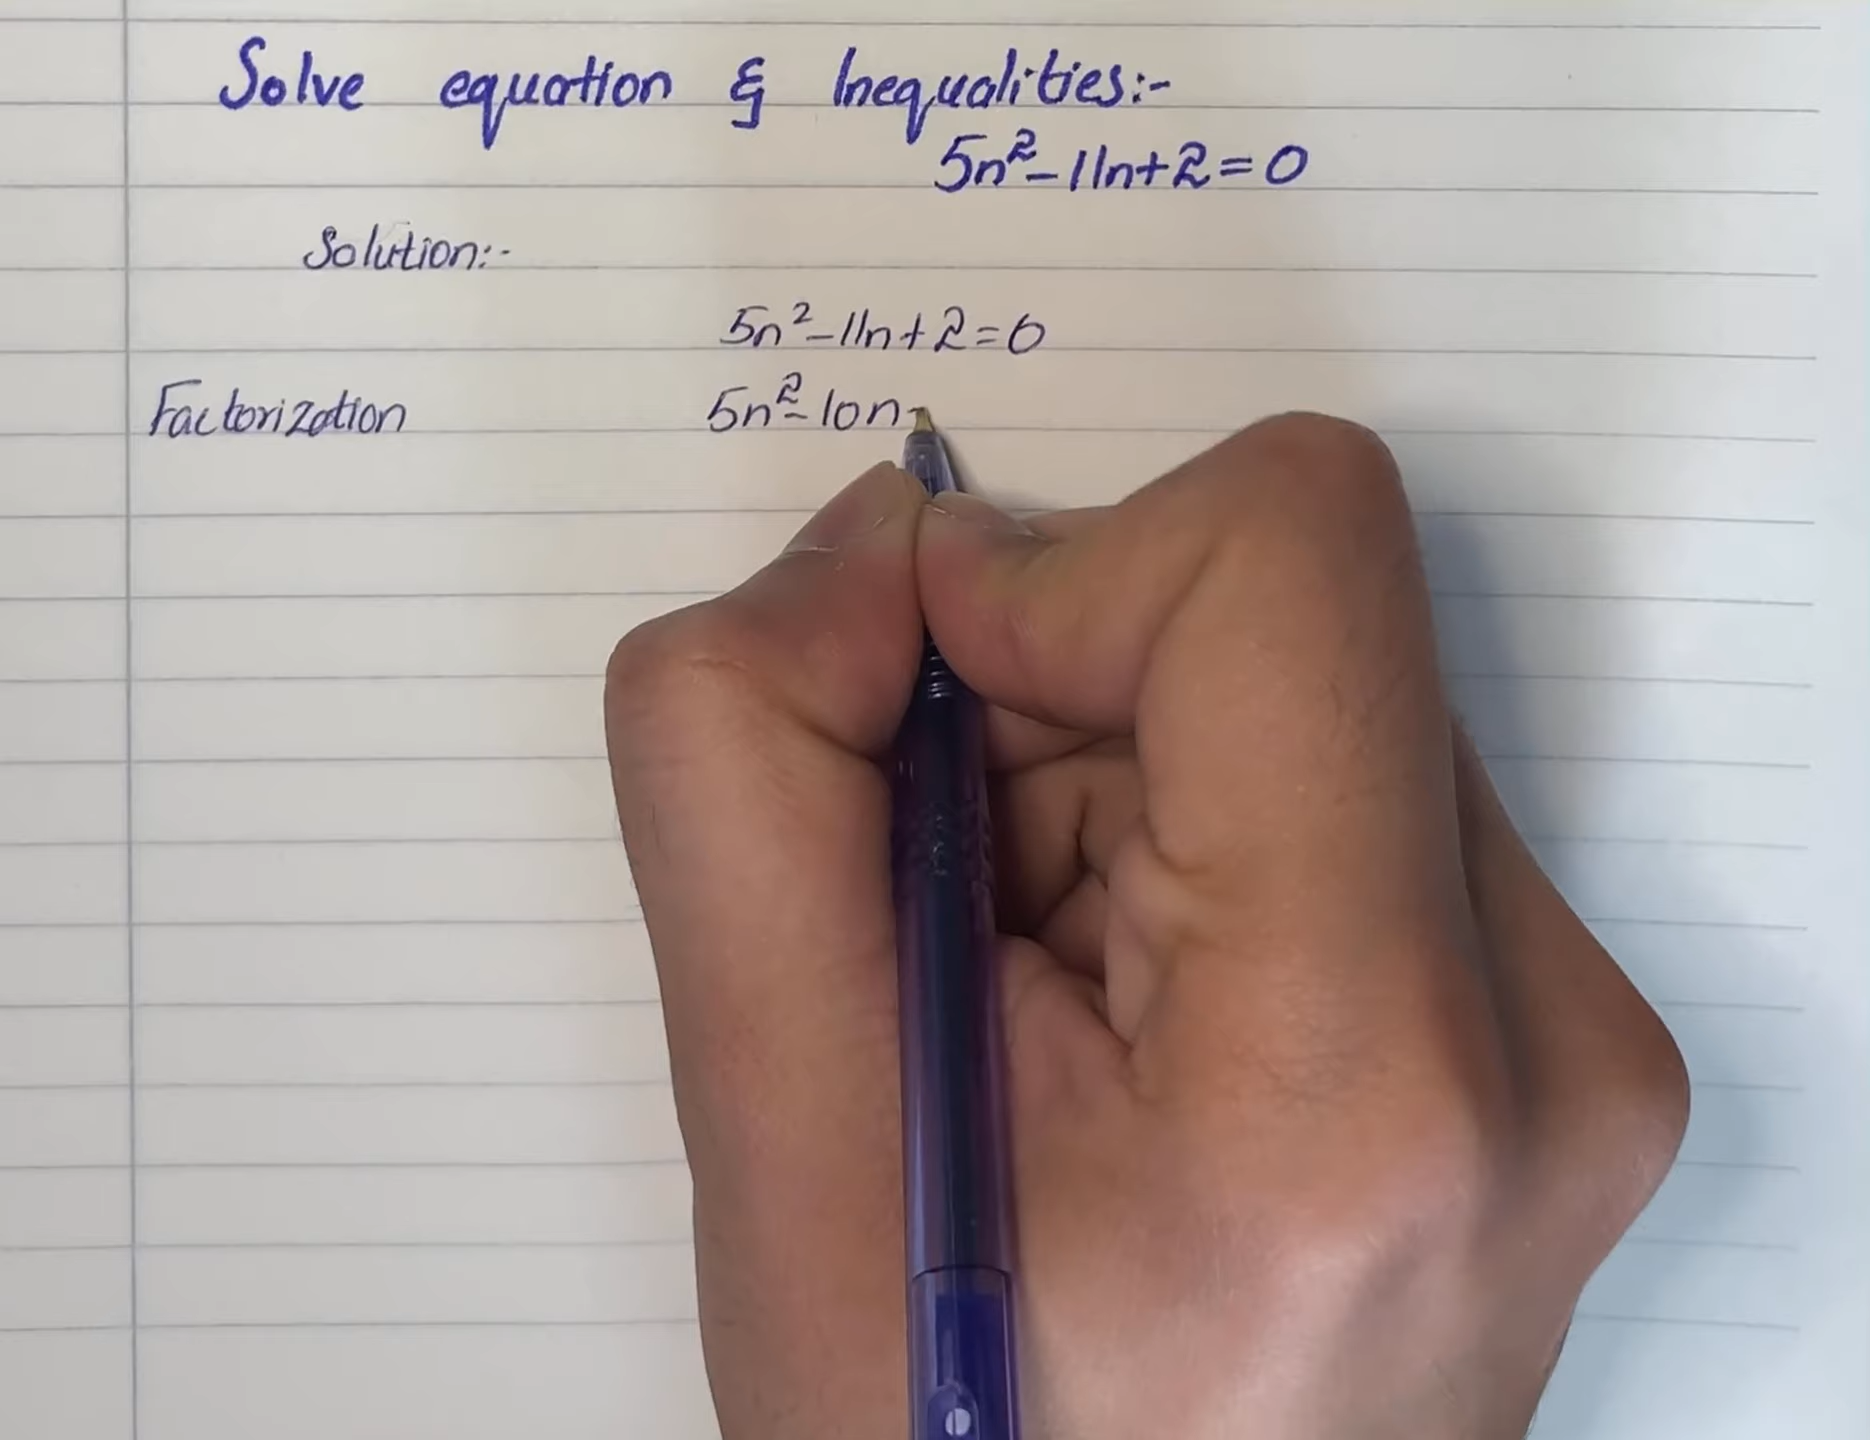 Solve equation & Inequalities:-
5n²-11n+2=0
Solution:-
5n²-11n+2=0
Factorization 5n²-10n-